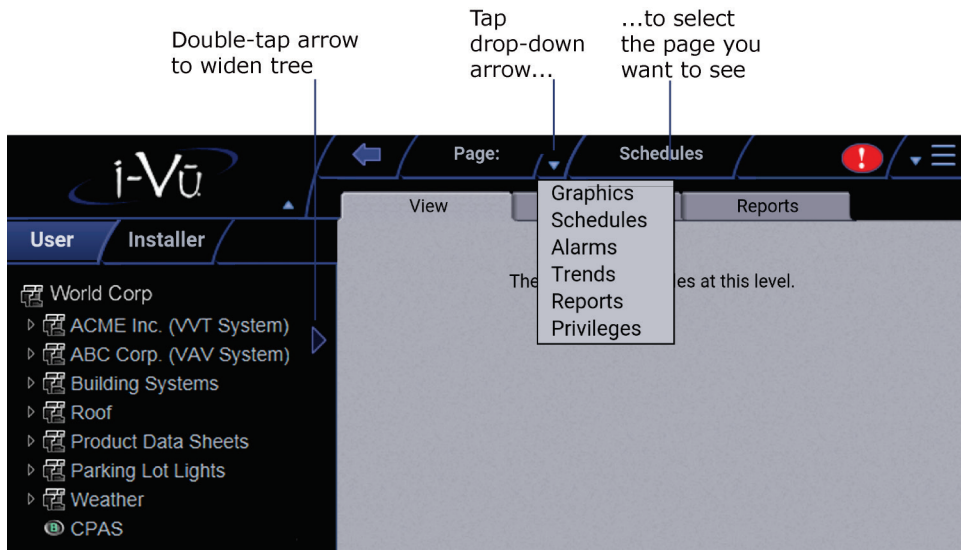 Double-tap arrow
to widen tree
Tap
drop-down
arrow...
...to select
the page you
want to see
i-Vū
Page:
Schedules
!
User
Installer
View
Reports
Graphics
Schedules
Alarms
Trends
Reports
Privileges
The
es at this level.
World Corp
ACME Inc. (VVT System)
ABC Corp. (VAV System)
Building Systems
Roof
Product Data Sheets
Parking Lot Lights
Weather
B CPAS